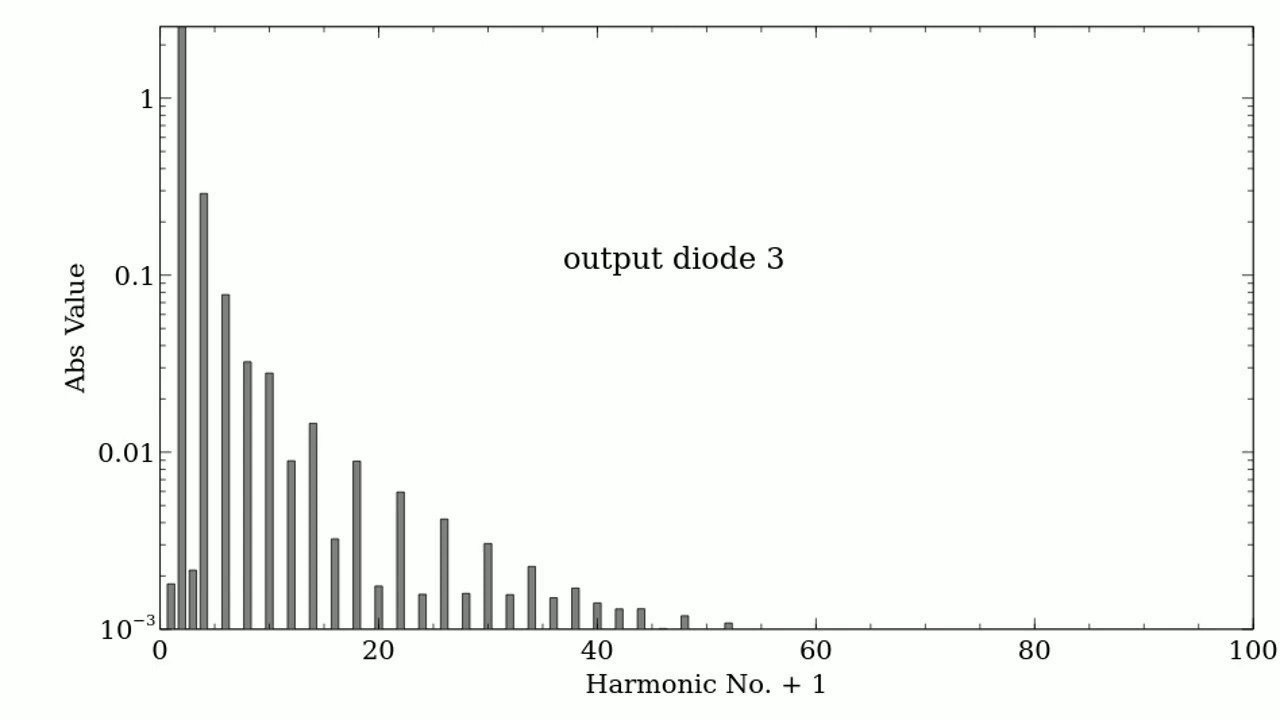 1
0.1
0.01
10⁻³
Abs Value
output diode 3
0 20 40 60 80 100
Harmonic No. + 1